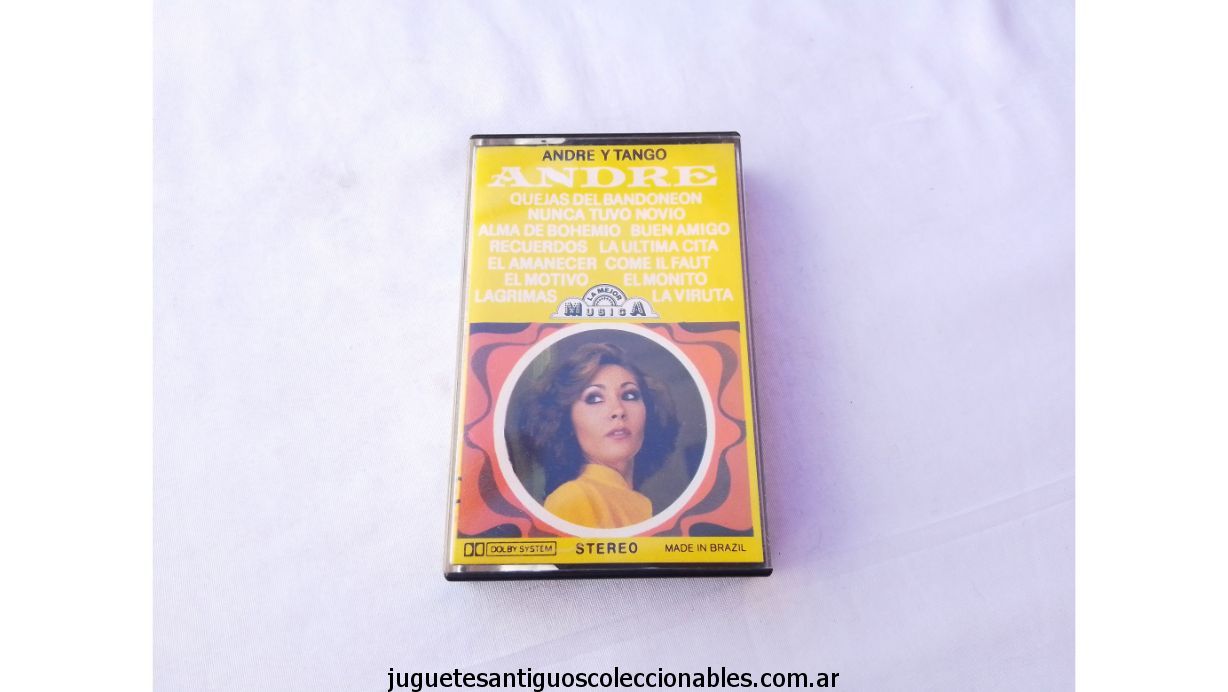 ANDRE Y TANGO
ANDRE
QUEJAS DEL BANDONEON
NUNCA TUVO NOVIO
ALMA DE BOHEMIO BUEN AMIGO
RECUERDOS LA ULTIMA CITA
EL AMANECER COME IL FAUT
EL MOTIVO EL MONITO
LAGRIMAS LA VIRUTA
LA MEJOR
MUSICA
DOLBY SYSTEM STEREO MADE IN BRAZIL
juguetesantiguoscoleccionables.com.ar